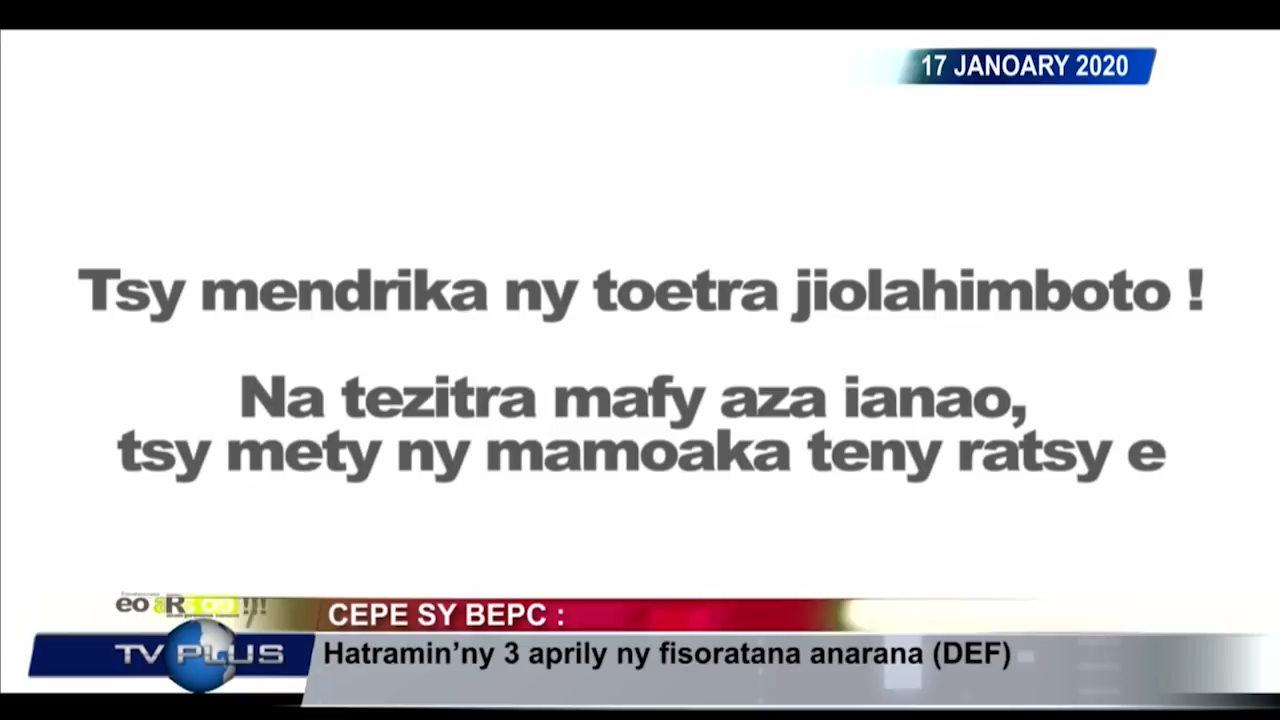 17 JANOARY 2020
Tsy mendrika ny toetra jiolahimboto !
Na tezitra mafy aza ianao,
tsy mety ny mamoaka teny ratsy e
CEPE SY BEPC :
TV PLUS
Hatramin’ny 3 aprily ny fisoratana anarana (DEF)